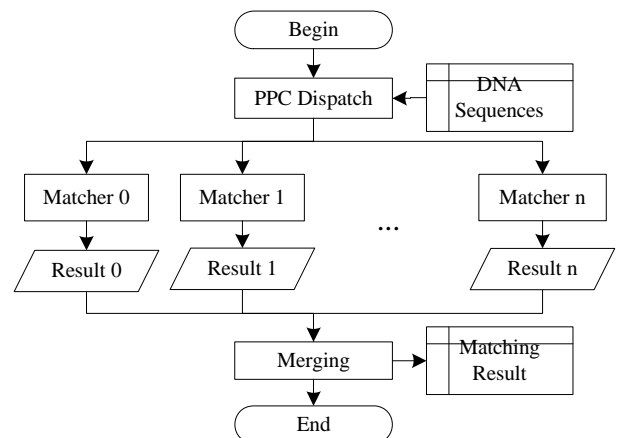 Begin
PPC Dispatch
DNA
Sequences
Matcher 0
Matcher 1
Matcher n
...
Result 0
Result 1
Result n
Merging
Matching
Result
End